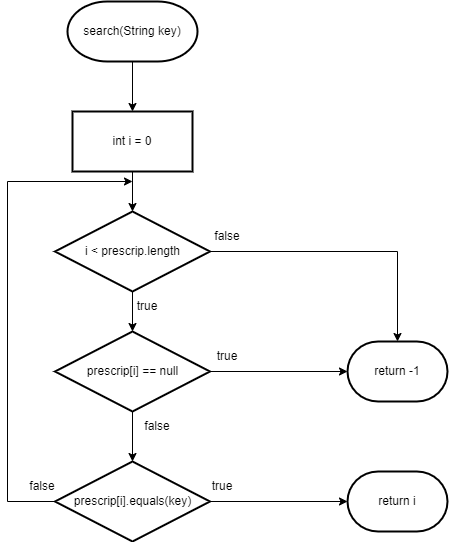 search(String key)
int i = 0
i < prescrip.length
false
true
prescrip[i] == null
true
return -1
false
prescrip[i].equals(key)
false
true
return i